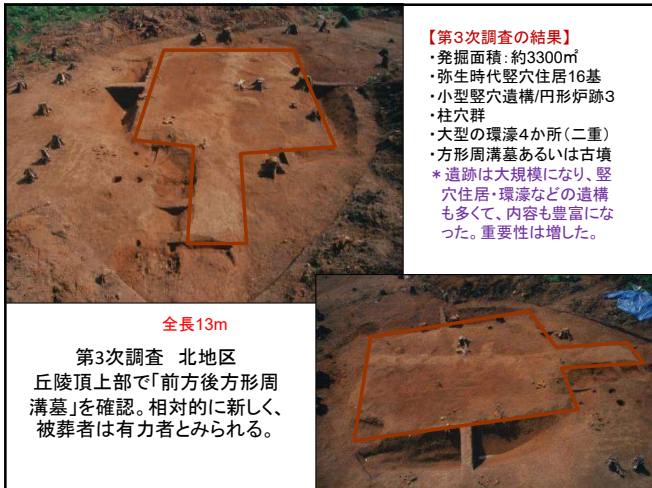 【第3次調査の結果】
・発掘面積：約3300㎡
・弥生時代竪穴住居16基
・小型竪穴遺構/円形炉跡3
・柱穴群
・大型の環濠4か所（二重）
・方形周溝墓あるいは古墳
＊遺跡は大規模になり、竪
穴住居・環濠などの遺構
も多くて、内容も豊富にな
った。重要性は増した。
全長13m
第3次調査　北地区
丘陵頂上部で「前方後方形周
溝墓」を確認。相対的に新しく、
被葬者は有力者とみられる。